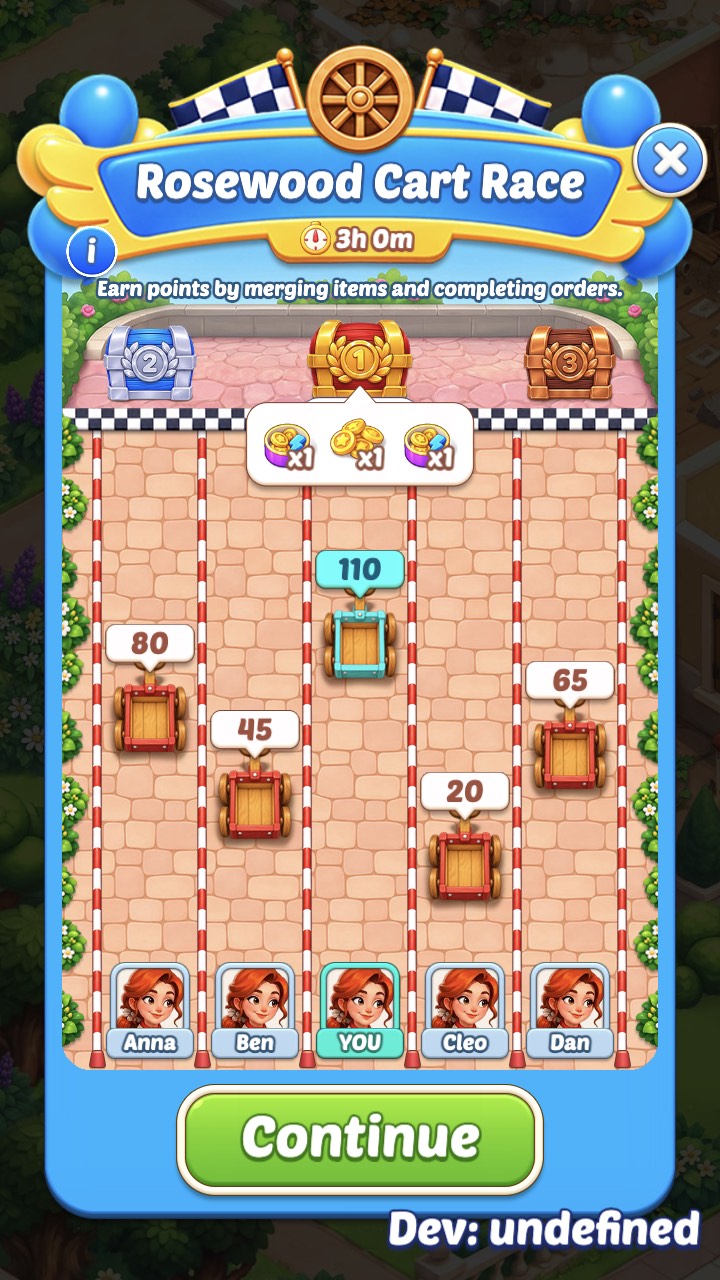 Rosewood Cart Race
3h 0m
i
Earn points by merging items and completing orders.
2
1
3
x1
x1
x1
110
80
65
45
20
Anna
Ben
YOU
Cleo
Dan
Continue
Dev: undefined